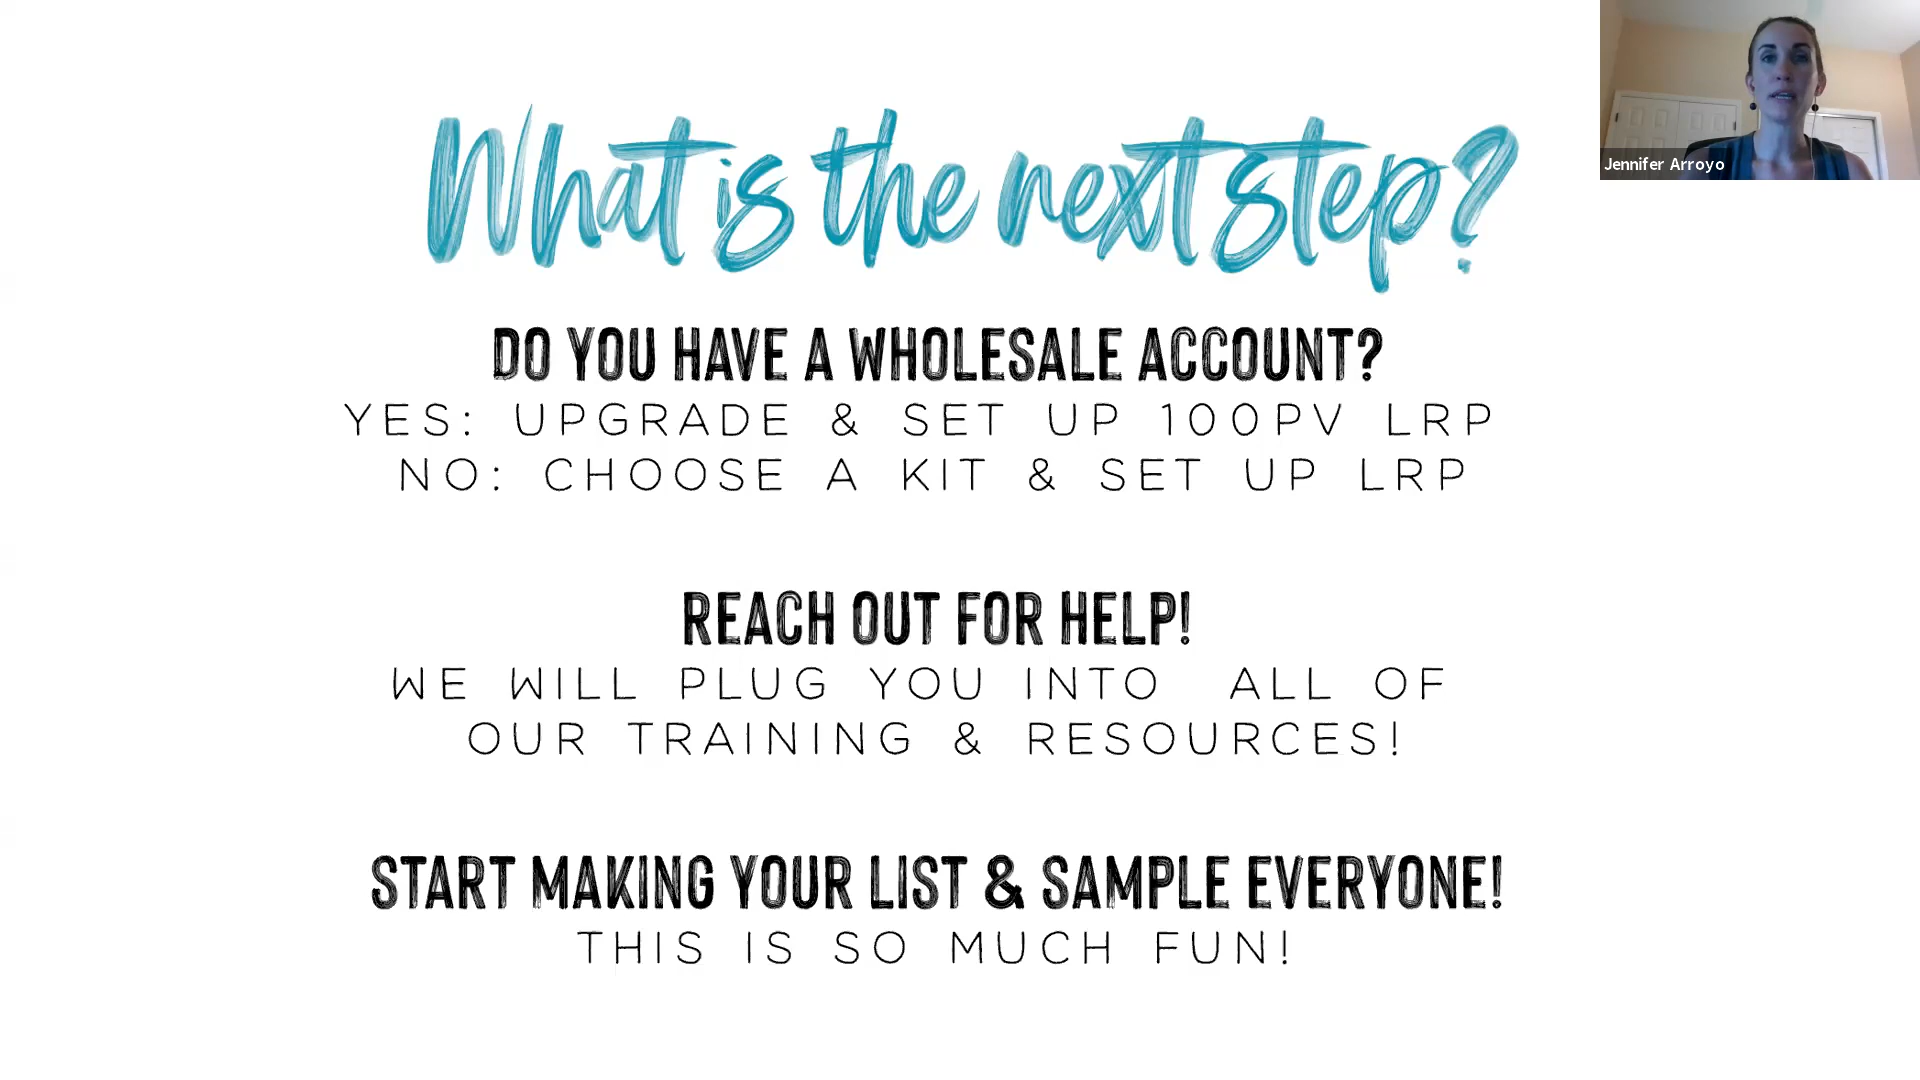 What is the next step?
DO YOU HAVE A WHOLESALE ACCOUNT?
YES: UPGRADE & SET UP 100PV LRP
NO: CHOOSE A KIT & SET UP LRP
REACH OUT FOR HELP!
WE WILL PLUG YOU INTO ALL OF
OUR TRAINING & RESOURCES!
START MAKING YOUR LIST & SAMPLE EVERYONE!
THIS IS SO MUCH FUN!
Jennifer Arroyo